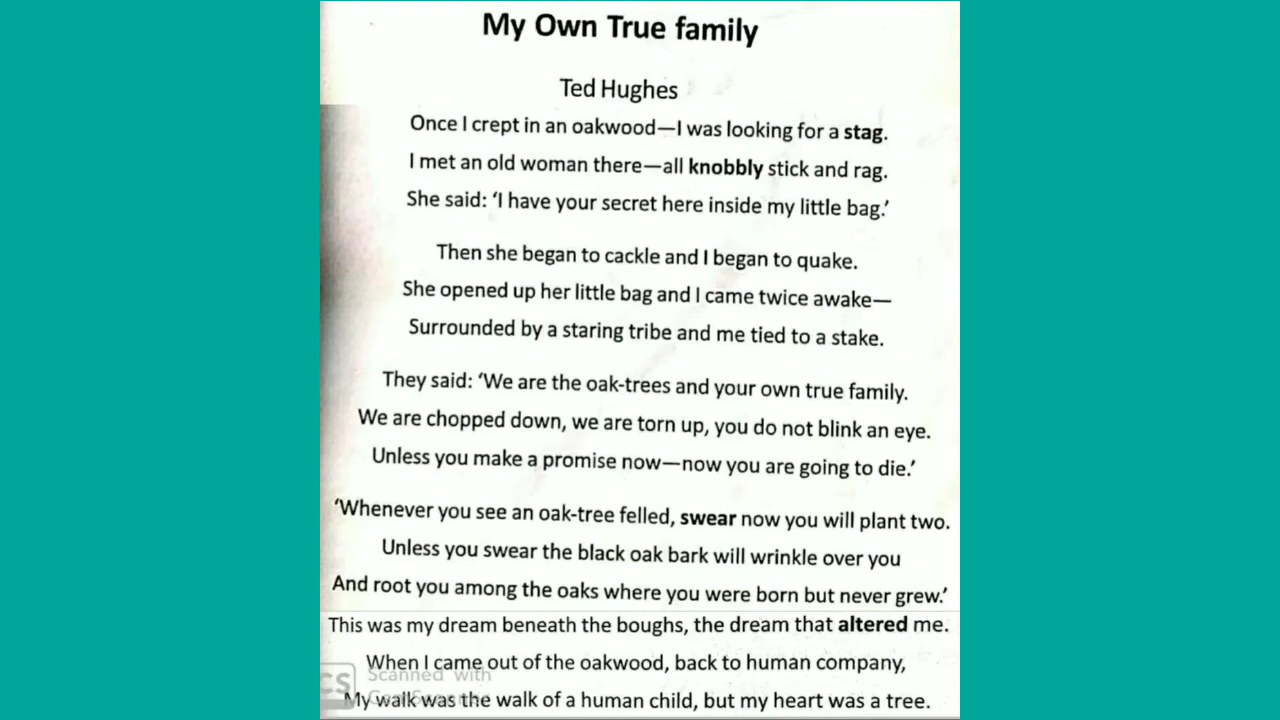 My Own True family
Ted Hughes
Once I crept in an oakwood—I was looking for a stag.
I met an old woman there—all knobbly stick and rag.
She said: ‘I have your secret here inside my little bag.’
Then she began to cackle and I began to quake.
She opened up her little bag and I came twice awake—
Surrounded by a staring tribe and me tied to a stake.
They said: ‘We are the oak-trees and your own true family.
We are chopped down, we are torn up, you do not blink an eye.
Unless you make a promise now—now you are going to die.’
‘Whenever you see an oak-tree felled, swear now you will plant two.
Unless you swear the black oak bark will wrinkle over you
And root you among the oaks where you were born but never grew.’
This was my dream beneath the boughs, the dream that altered me.
When I came out of the oakwood, back to human company,
CS Scanned with
CamScanner
My walk was the walk of a human child, but my heart was a tree.